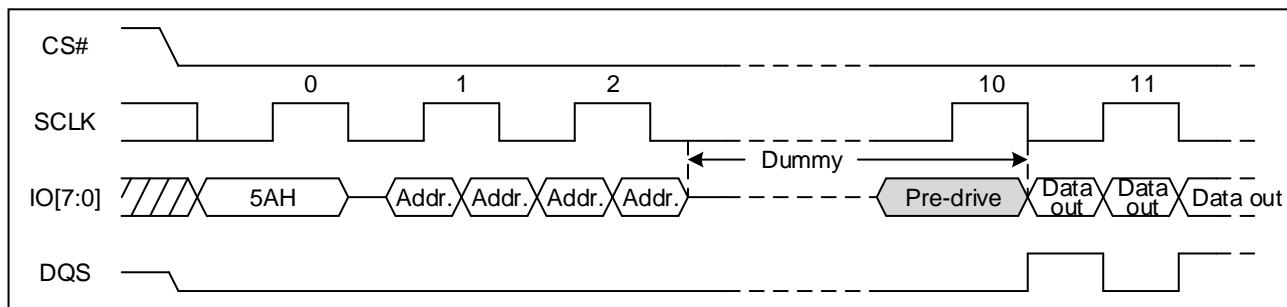 CS#
0 1 2 10 11
SCLK
Dummy
IO[7:0] 5AH Addr. Addr. Addr. Addr. Pre-drive Data out Data out Data out
DQS